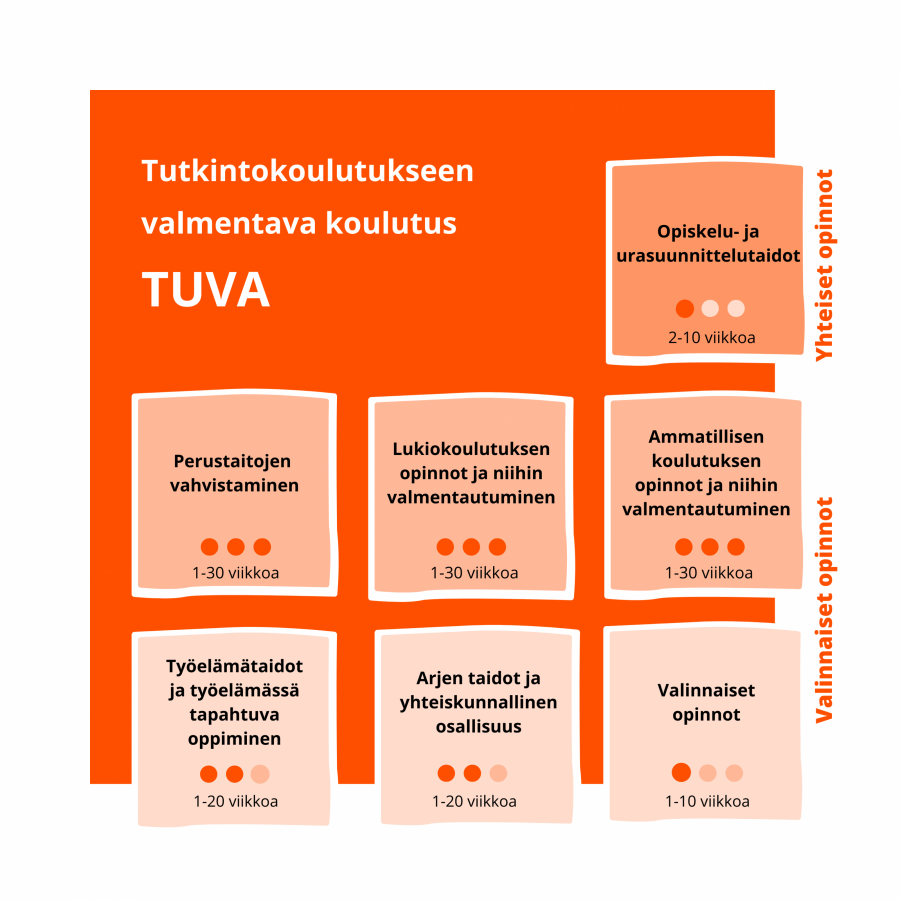 Tutkintokoulutukseen
valmentava koulutus
TUVA
Opiskelu- ja
urasuunnittelutaidot
2-10 viikkoa
Yhteiset opinnot
Perustaitojen
vahvistaminen
1-30 viikkoa
Lukiokoulutuksen
opinnot ja niihin
valmentautuminen
1-30 viikkoa
Ammatillisen
koulutuksen
opinnot ja niihin
valmentautuminen
1-30 viikkoa
Työelämätaidot
ja työelämässä
tapahtuva
oppiminen
1-20 viikkoa
Arjen taidot ja
yhteiskunnallinen
osallisuus
1-20 viikkoa
Valinnaiset
opinnot
1-10 viikkoa
Valinnaiset opinnot